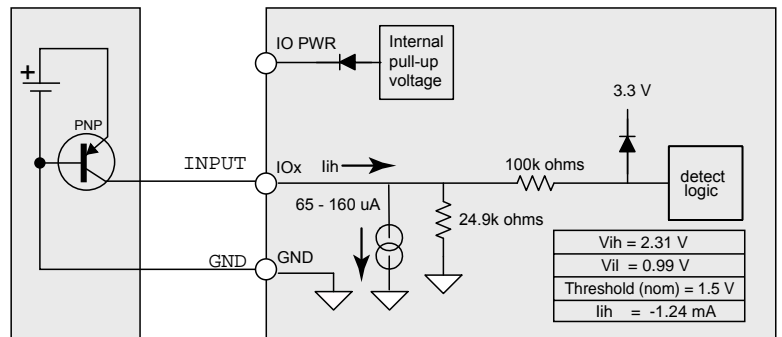 +
PNP
INPUT
GND
IO PWR
Internal
pull-up
voltage
3.3 V
IOx
Iih
100k ohms
detect
logic
65 - 160 uA
24.9k ohms
GND
Vih = 2.31 V
Vil = 0.99 V
Threshold (nom) = 1.5 V
Iih = -1.24 mA